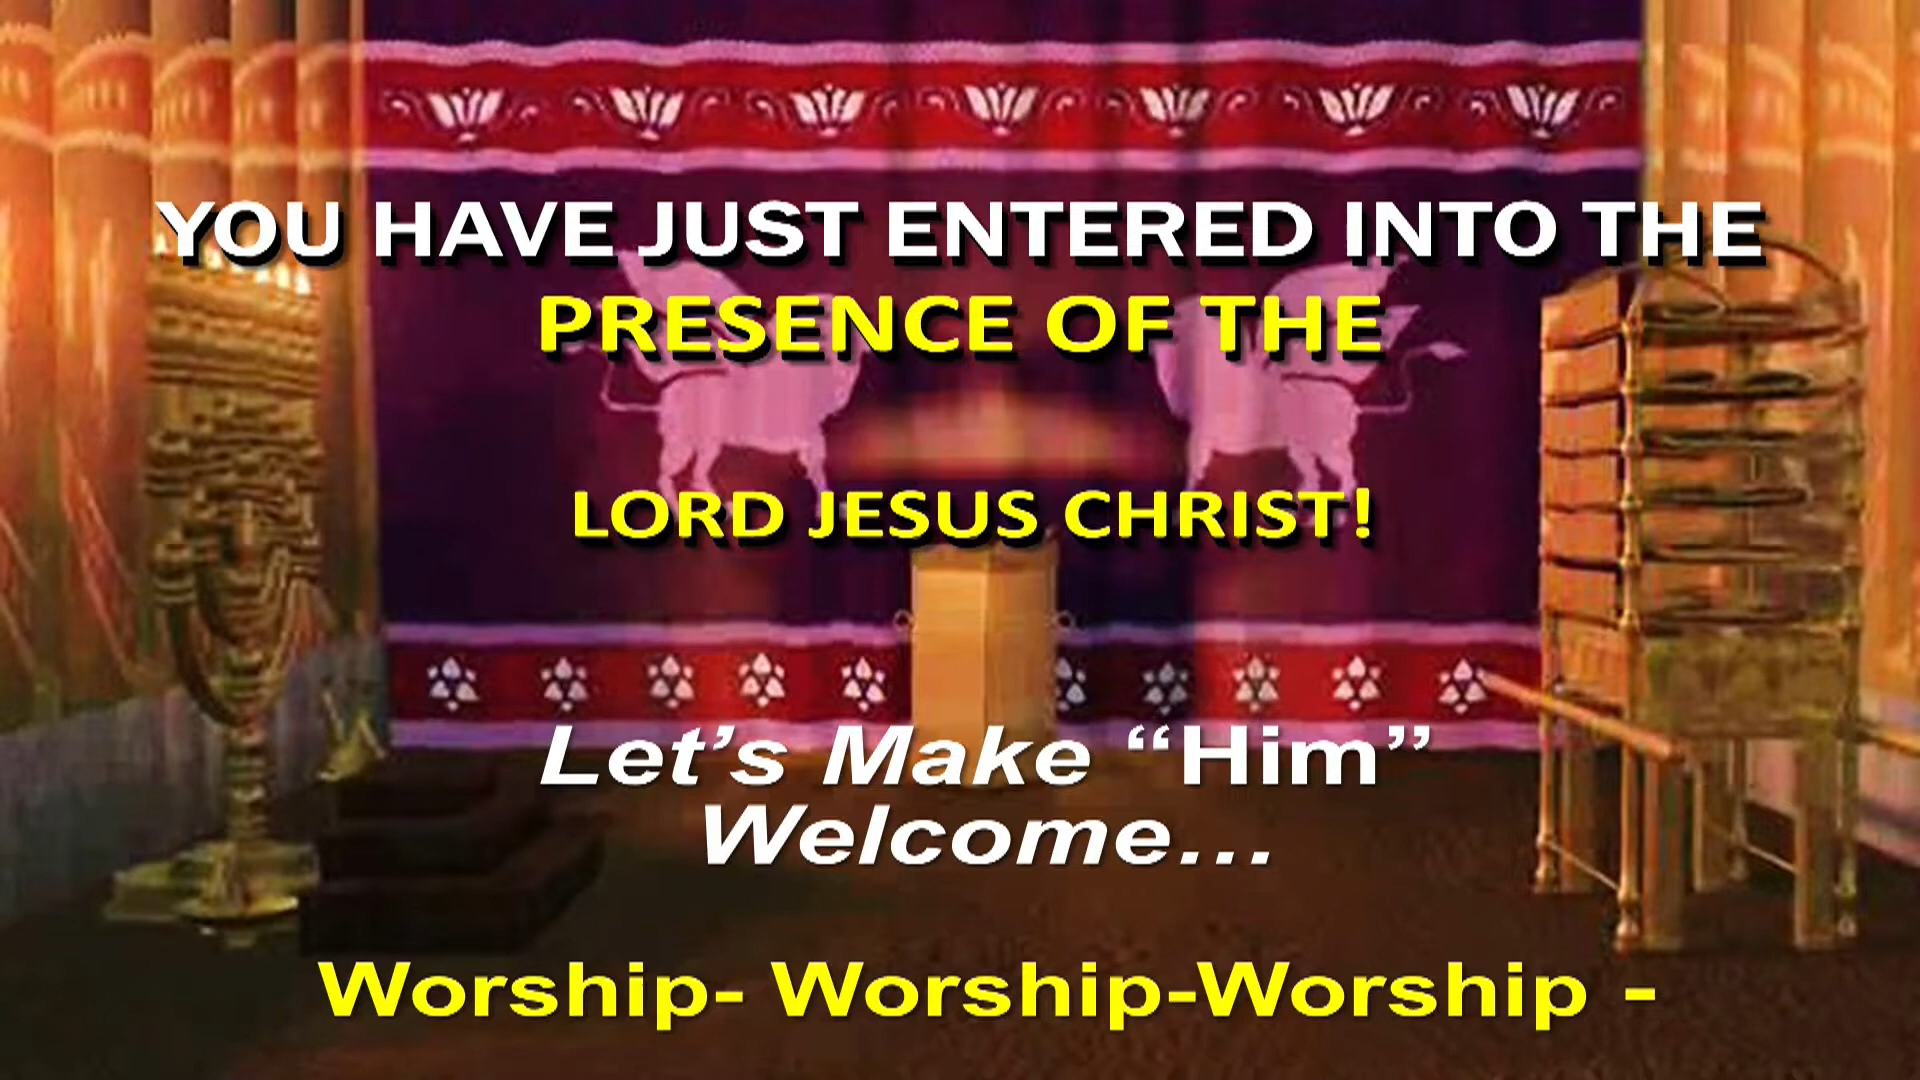 YOU HAVE JUST ENTERED INTO THE
PRESENCE OF THE
LORD JESUS CHRIST!
Let’s Make “Him”
Welcome...
Worship- Worship-Worship -